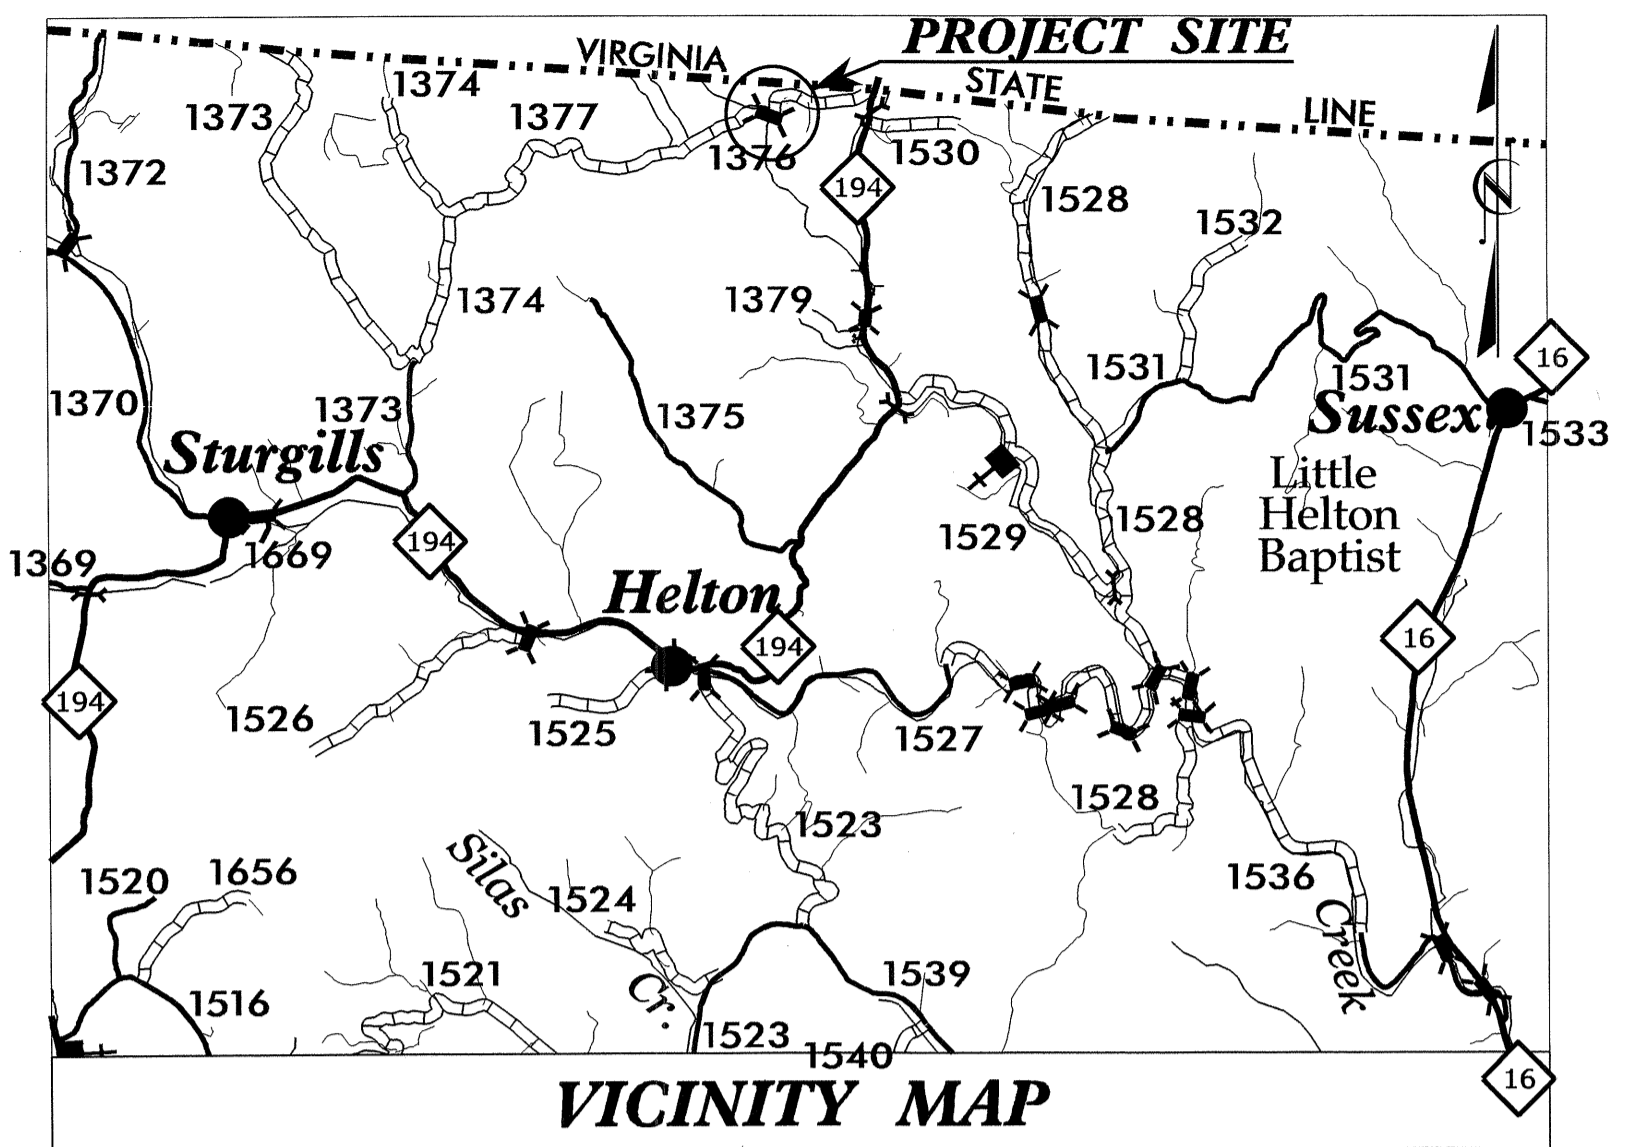 PROJECT SITE
VIRGINIA
STATE
LINE
1374
1373
1377
1376
1530
1372
194
N
1528
1532
1374
1379
1531
1531
16
1370
1373
1375
Sussex
1533
Sturgills
Little
Helton
Baptist
1528
1529
194
1369
1669
Helton
194
16
194
1526
1525
1527
1528
1523
Silas
1520
1656
1524
1536
Creek
1521
1539
1516
Cr.
1523
1540
16
VICINITY MAP